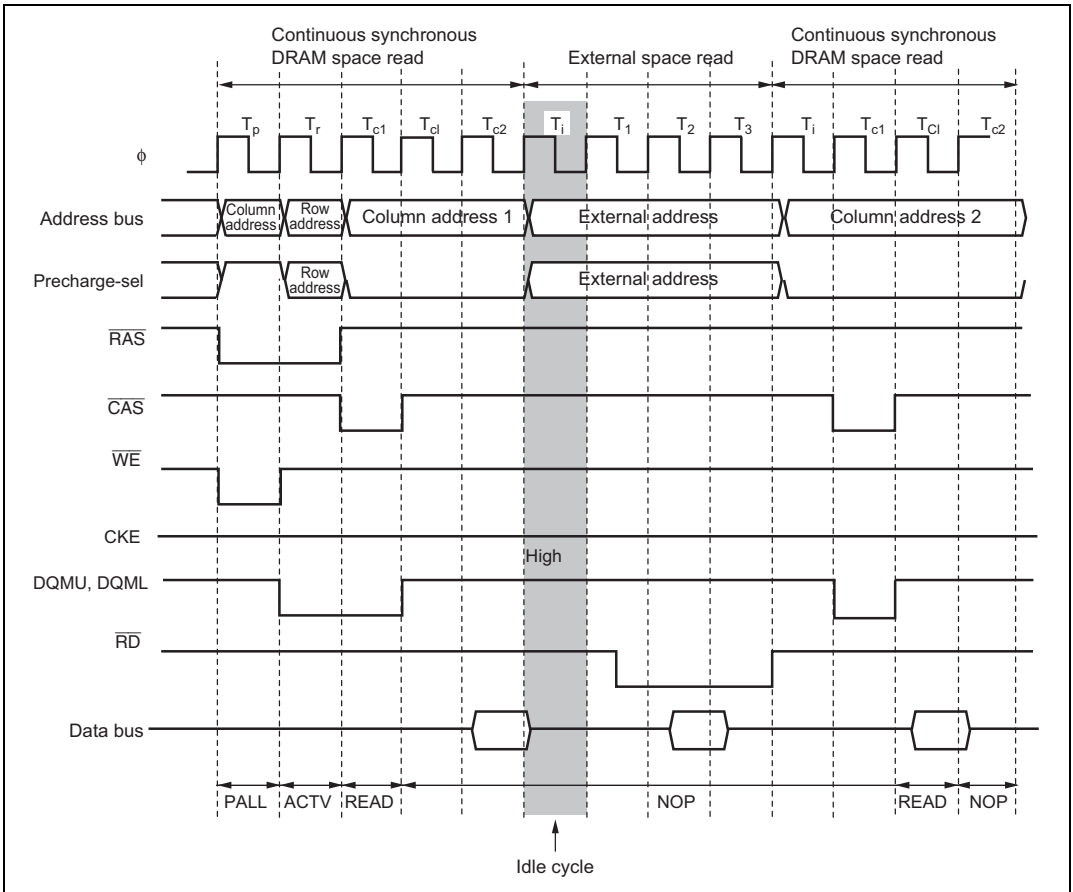 Continuous synchronous
DRAM space read
External space read
Continuous synchronous
DRAM space read
Tp
Tr
Tc1
Tcl
Tc2
Ti
T1
T2
T3
Ti
Tc1
TCl
Tc2
φ
Address bus
Column
address
Row
address
Column address 1
External address
Column address 2
Precharge-sel
Row
address
External address
RAS
CAS
WE
CKE
High
DQMU, DQML
RD
Data bus
PALL
ACTV
READ
NOP
READ
NOP
Idle cycle